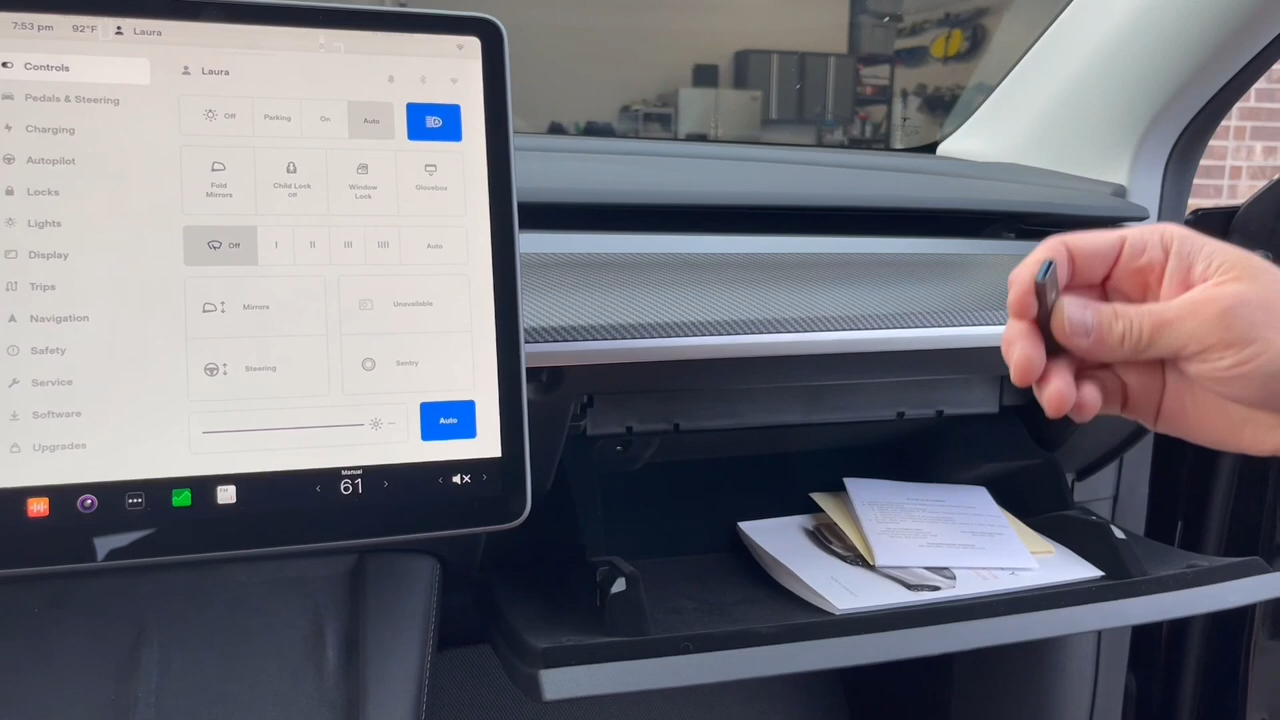 7:53 pm 92°F Laura
Controls
Pedals & Steering
Charging
Autopilot
Locks
Lights
Display
Trips
Navigation
Safety
Service
Software
Upgrades
Laura
Off Parking On Auto
Fold Mirrors
Child Lock Off
Window Lock
Glovebox
Off I II III IIII Auto
Mirrors
Unavailable
Steering
Sentry
Auto
Manual
61